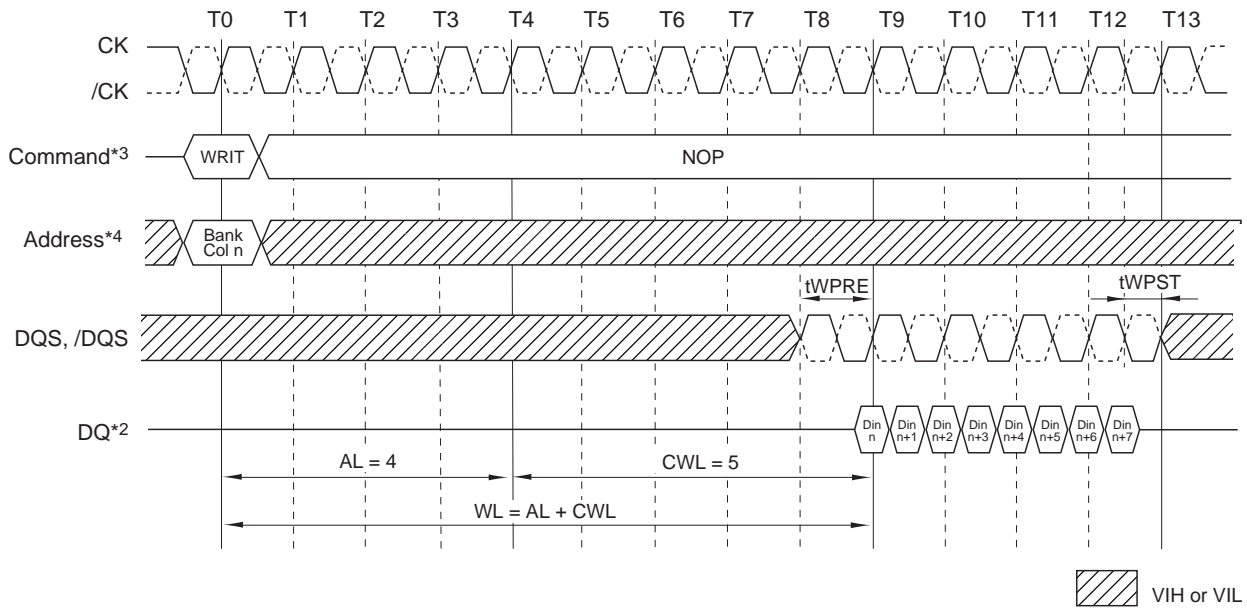 T0 T1 T2 T3 T4 T5 T6 T7 T8 T9 T10 T11 T12 T13
CK
/CK
Command*3
WRIT
NOP
Address*4
Bank
Col n
tWPRE
tWPST
DQS, /DQS
DQ*2
Din n
Din n+1
Din n+2
Din n+3
Din n+4
Din n+5
Din n+6
Din n+7
AL = 4
CWL = 5
WL = AL + CWL
VIH or VIL